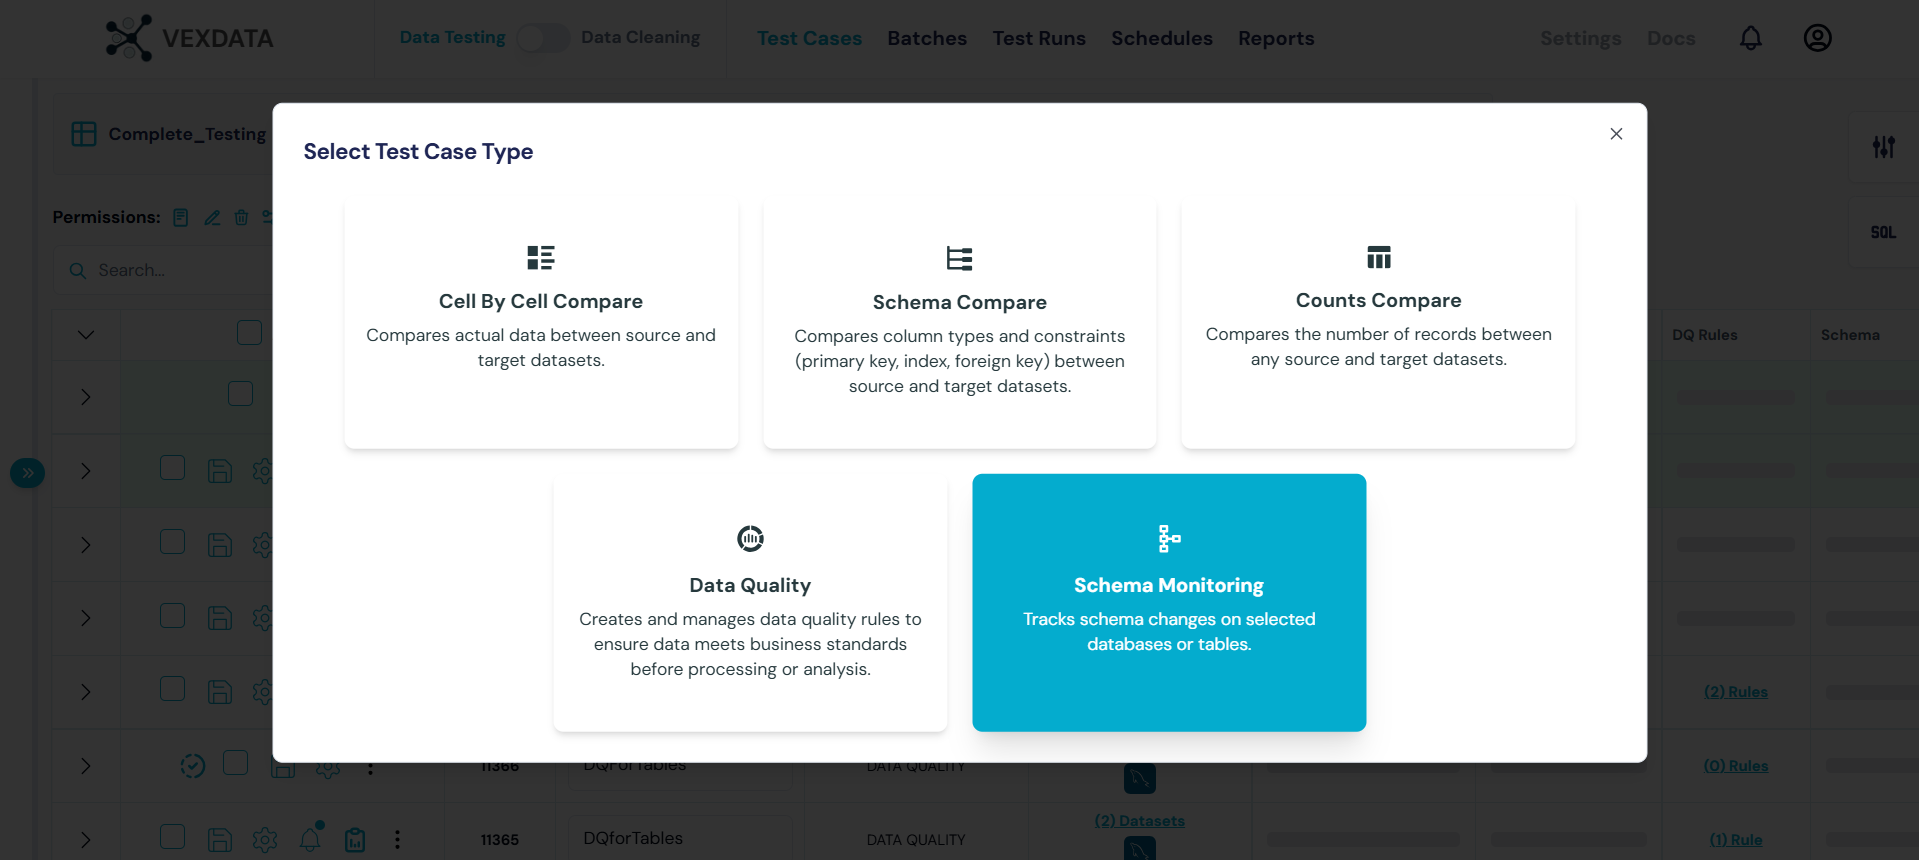 VEXDATA
Data Testing
Data Cleaning
Test Cases
Batches
Test Runs
Schedules
Reports
Settings
Docs
Complete_Testing
Permissions:
Search...
SQL
DQ Rules
Schema
Select Test Case Type
Cell By Cell Compare
Compares actual data between source and
target datasets.
Schema Compare
Compares column types and constraints
(primary key, index, foreign key) between
source and target datasets.
Counts Compare
Compares the number of records between
any source and target datasets.
Data Quality
Creates and manages data quality rules to
ensure data meets business standards
before processing or analysis.
Schema Monitoring
Tracks schema changes on selected
databases or tables.
(2) Rules
11366
DQForTables
DATA QUALITY
(0) Rules
11365
DQforTables
DATA QUALITY
(2) Datasets
(1) Rule